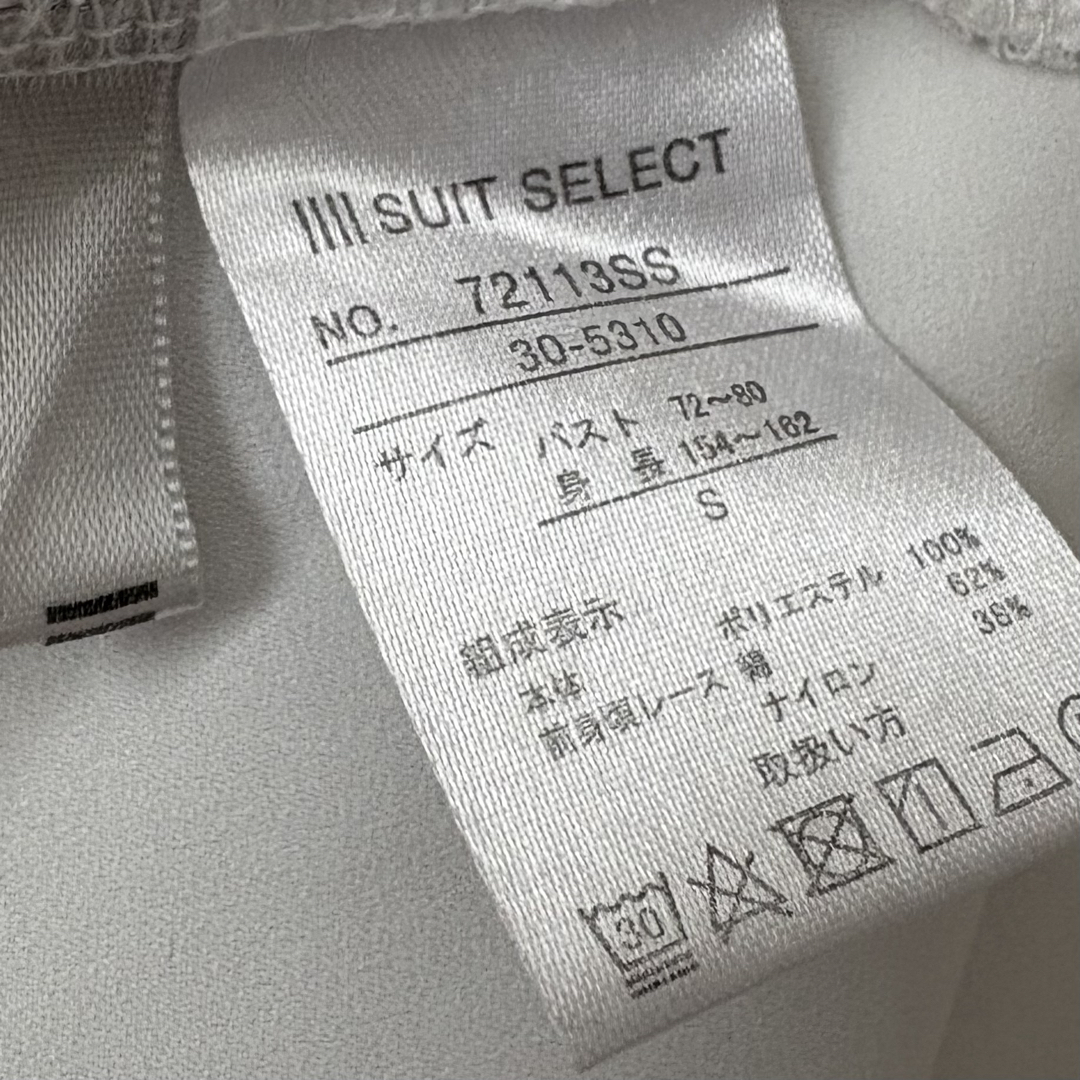 SUIT SELECT
NO. 72113SS
30-5310
サイズ バスト 72～80
身 長 154～162
S
組成表示
本体 ポリエステル 100%
前身頃レース 綿 62%
ナイロン 38%
取扱い方
30